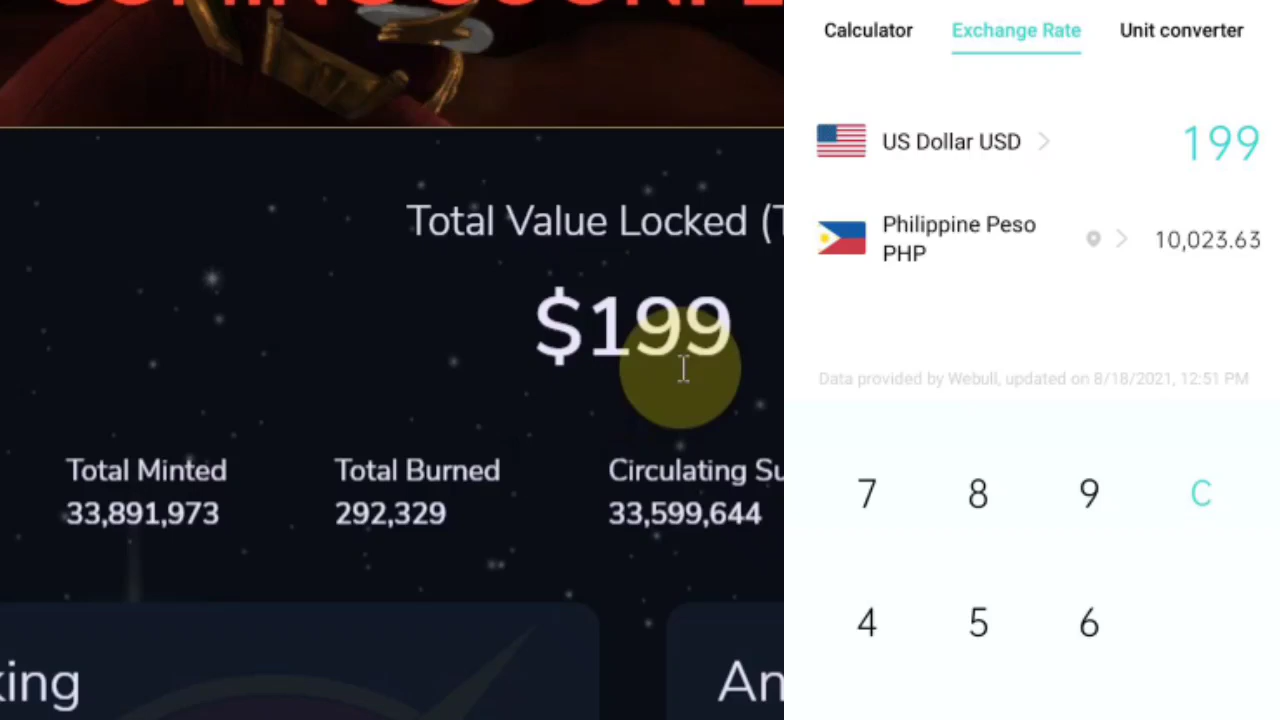 Calculator
Exchange Rate
Unit converter
US Dollar USD
199
Philippine Peso
PHP
10,023.63
Data provided by Webull, updated on 8/18/2021, 12:51 PM
7 8 9 C
4 5 6
Total Value Locked (
$199
Total Minted
33,891,973
Total Burned
292,329
Circulating Su
33,599,644
king
An